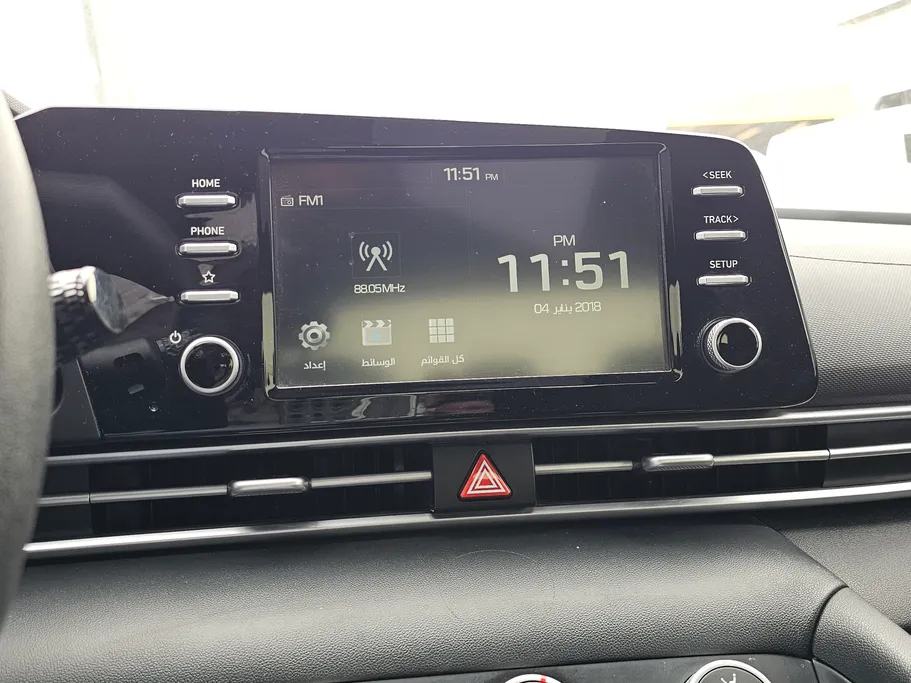 HOME
PHONE
<SEEK
TRACK>
SETUP
11:51 PM
FM1
88.05MHz
PM
11:51
04 يناير 2018
إعداد
الوسائط
كل القوائم